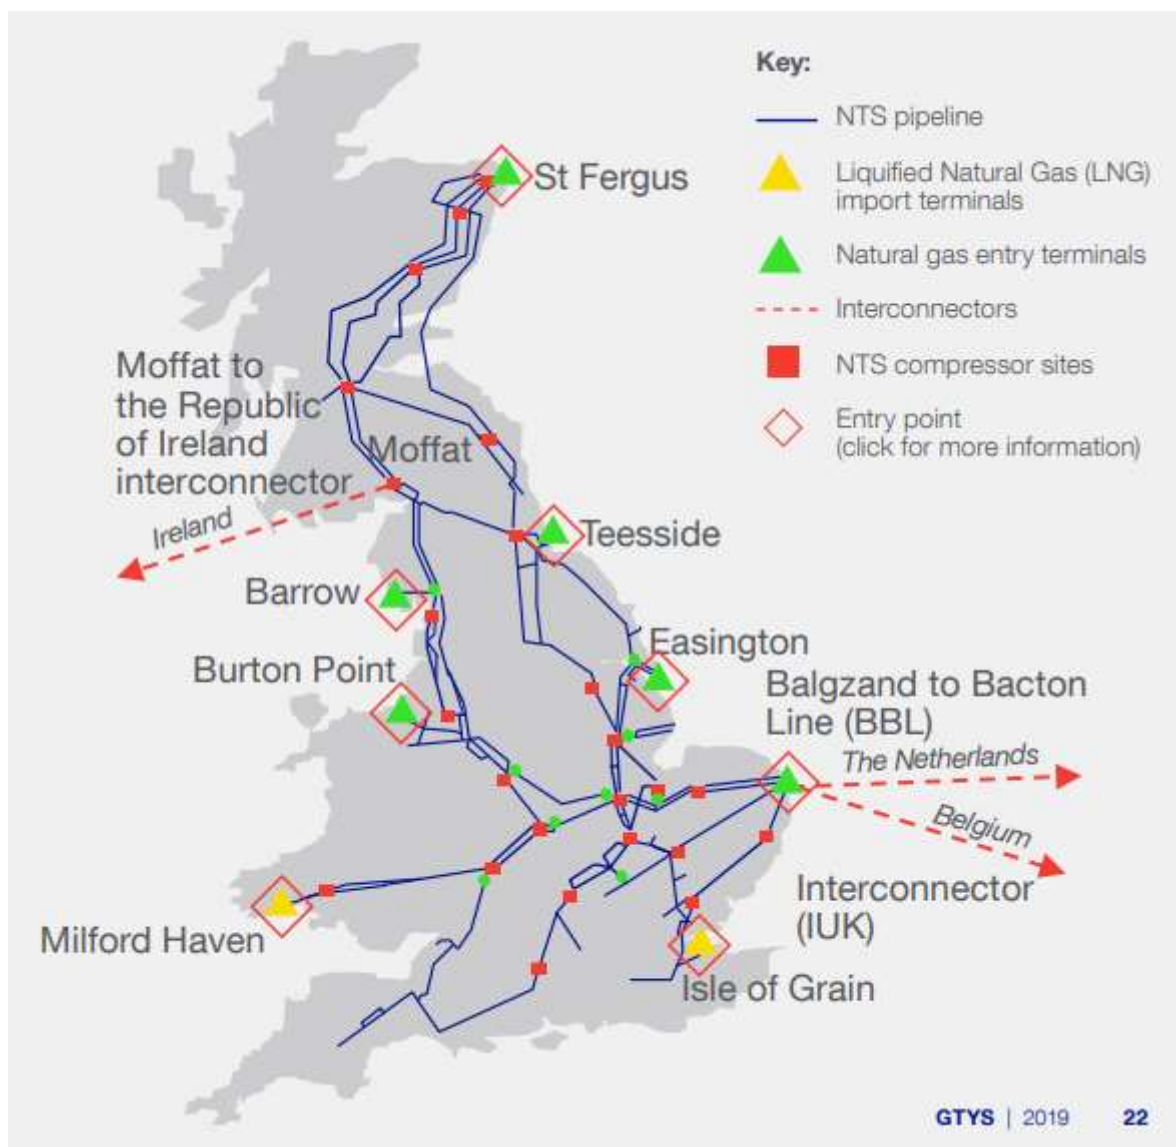 Key:
NTS pipeline
Liquified Natural Gas (LNG)
import terminals
Natural gas entry terminals
Interconnectors
NTS compressor sites
Entry point
(click for more information)
St Fergus
Moffat to
the Republic
of Ireland
interconnector
Moffat
Ireland
Teesside
Barrow
Easington
Burton Point
Balgzand to Bacton
Line (BBL)
The Netherlands
Belgium
Interconnector
(IUK)
Milford Haven
Isle of Grain
GTYS | 2019 22